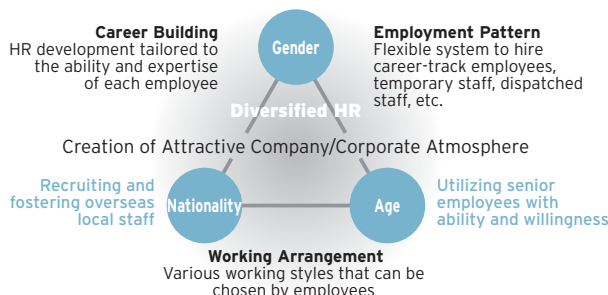 Career Building
HR development tailored to
the ability and expertise
of each employee
Gender
Employment Pattern
Flexible system to hire
career-track employees,
temporary staff, dispatched
staff, etc.
Diversified HR
Creation of Attractive Company/Corporate Atmosphere
Recruiting and
fostering overseas
local staff
Nationality
Age
Utilizing senior
employees with
ability and willingness
Working Arrangement
Various working styles that can be
chosen by employees